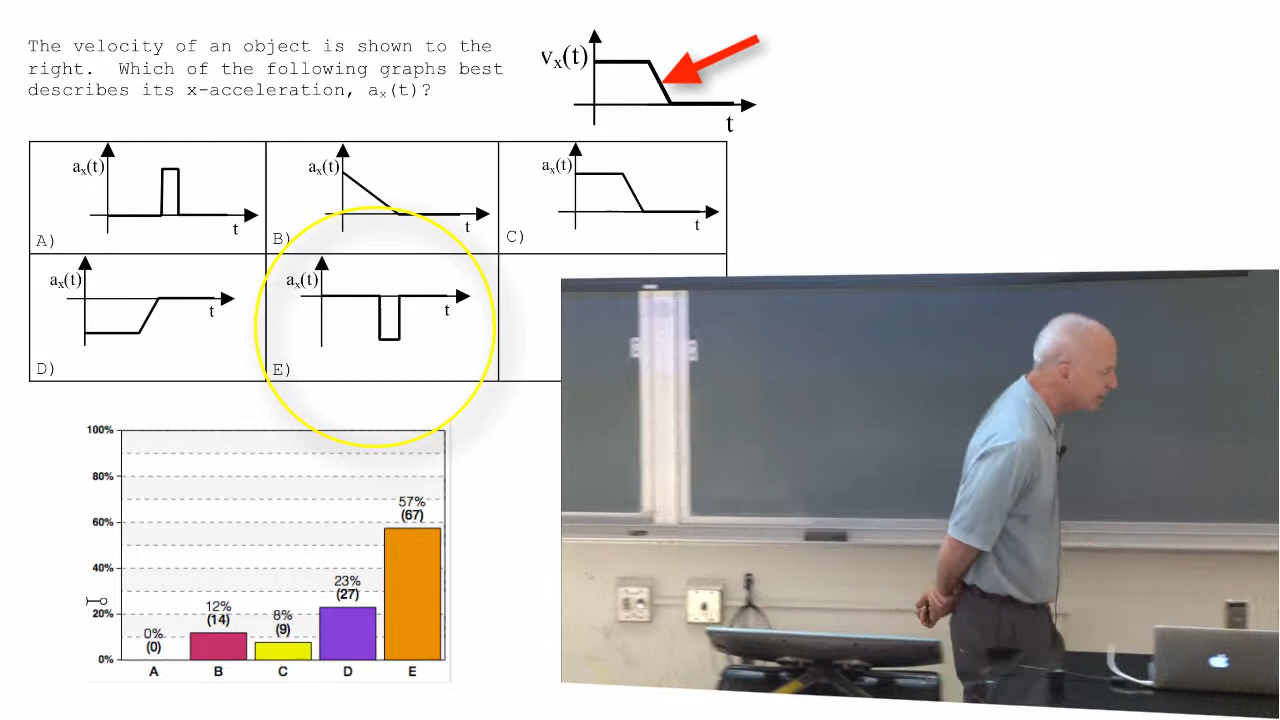 The velocity of an object is shown to the
right. Which of the following graphs best
describes its x-acceleration, aₓ(t)?
vₓ(t)
t
aₓ(t)
t
A)
aₓ(t)
t
B)
aₓ(t)
t
C)
aₓ(t)
t
D)
aₓ(t)
t
E)
100%
80%
60%
40%
20%
0%
0%
(0)
12%
(14)
8%
(9)
23%
(27)
57%
(67)
A B C D E